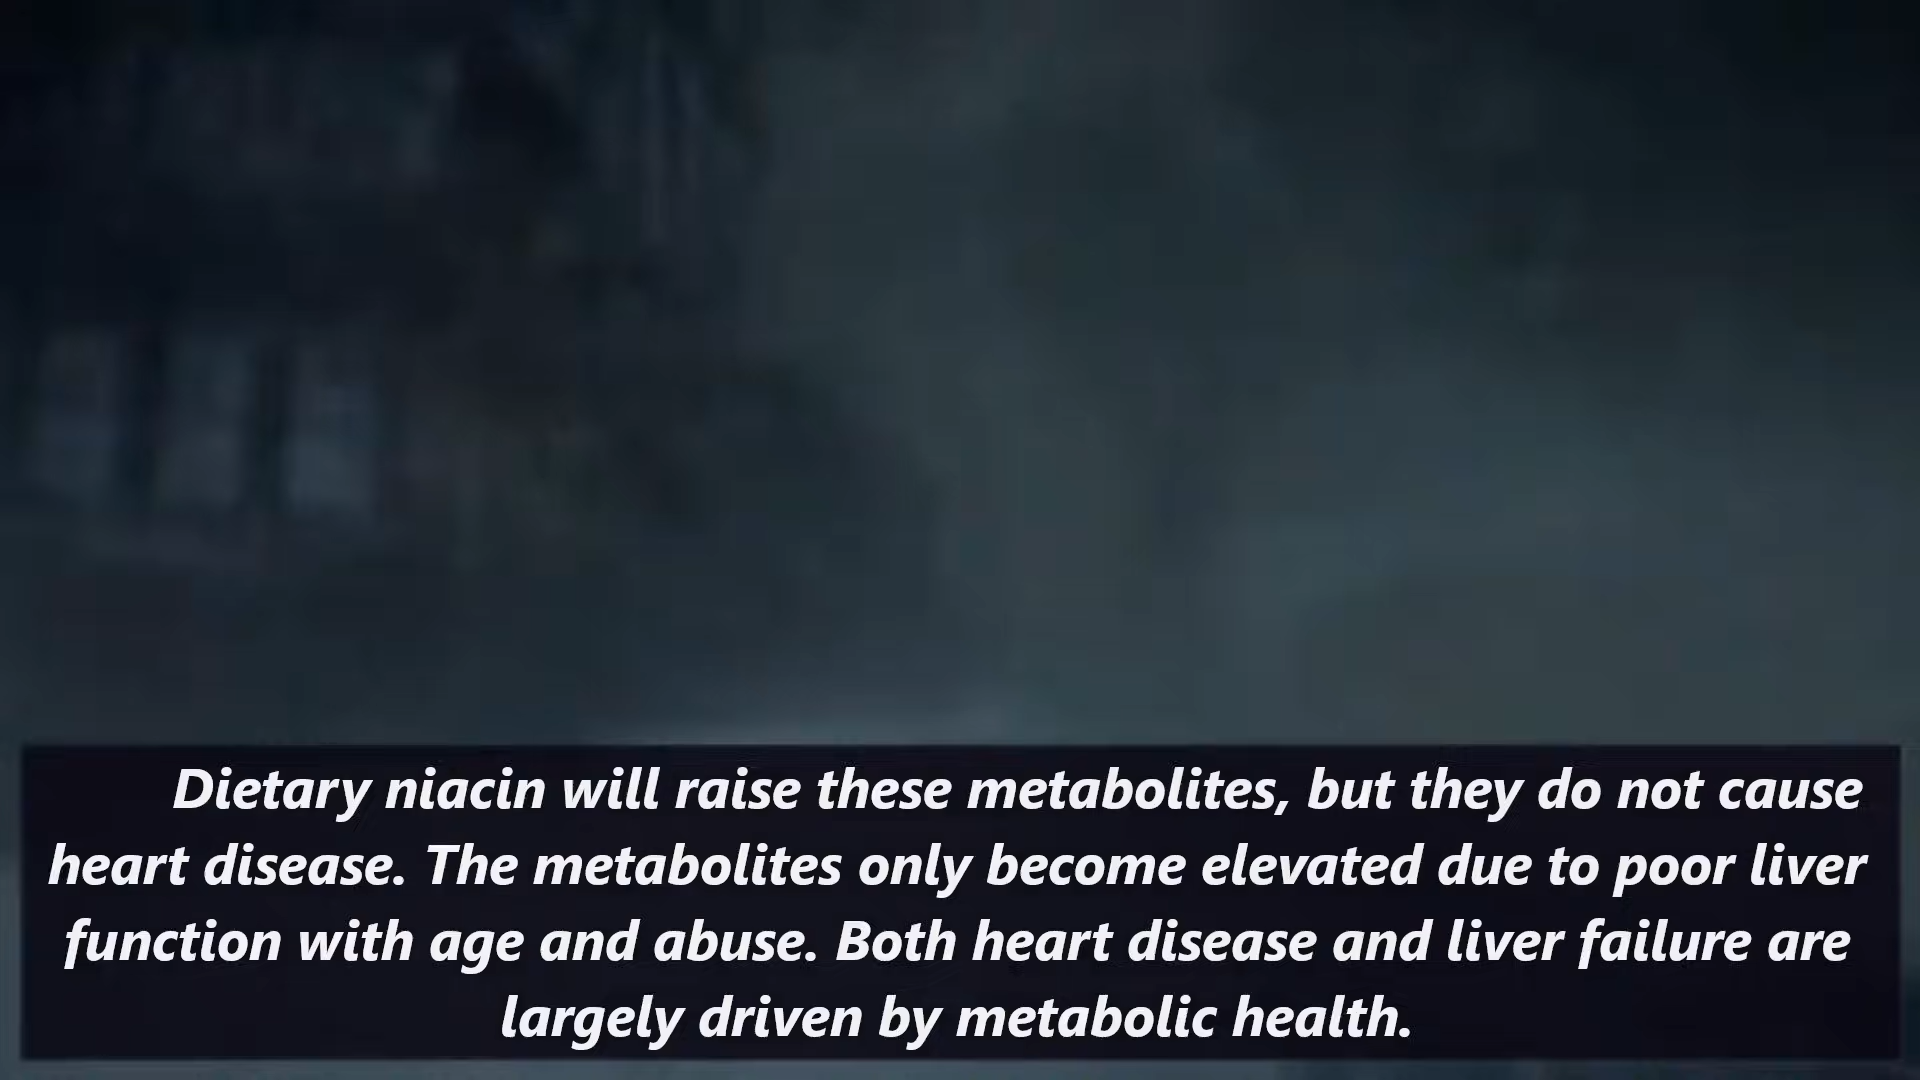 Dietary niacin will raise these metabolites, but they do not cause
heart disease. The metabolites only become elevated due to poor liver
function with age and abuse. Both heart disease and liver failure are
largely driven by metabolic health.